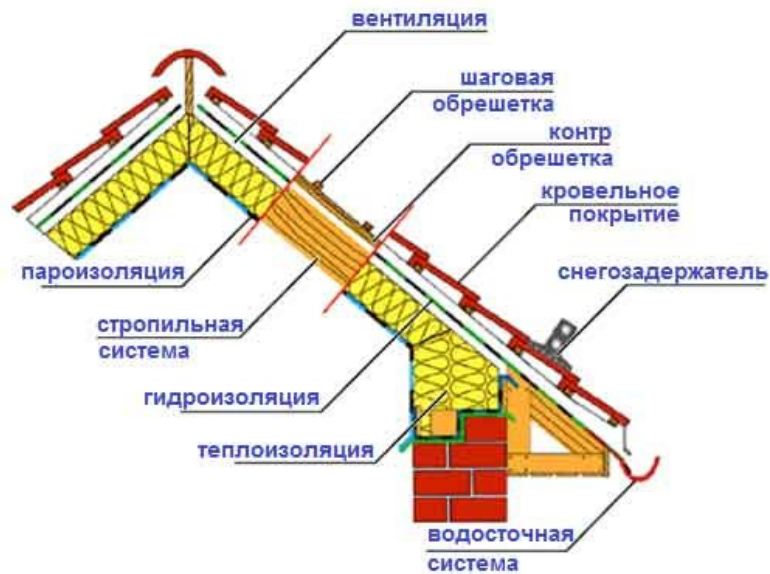 вентиляция
шаговая
обрешетка
контр
обрешетка
кровельное
покрытие
снегозадержатель
пароизоляция
стропильная
система
гидроизоляция
теплоизоляция
водосточная
система